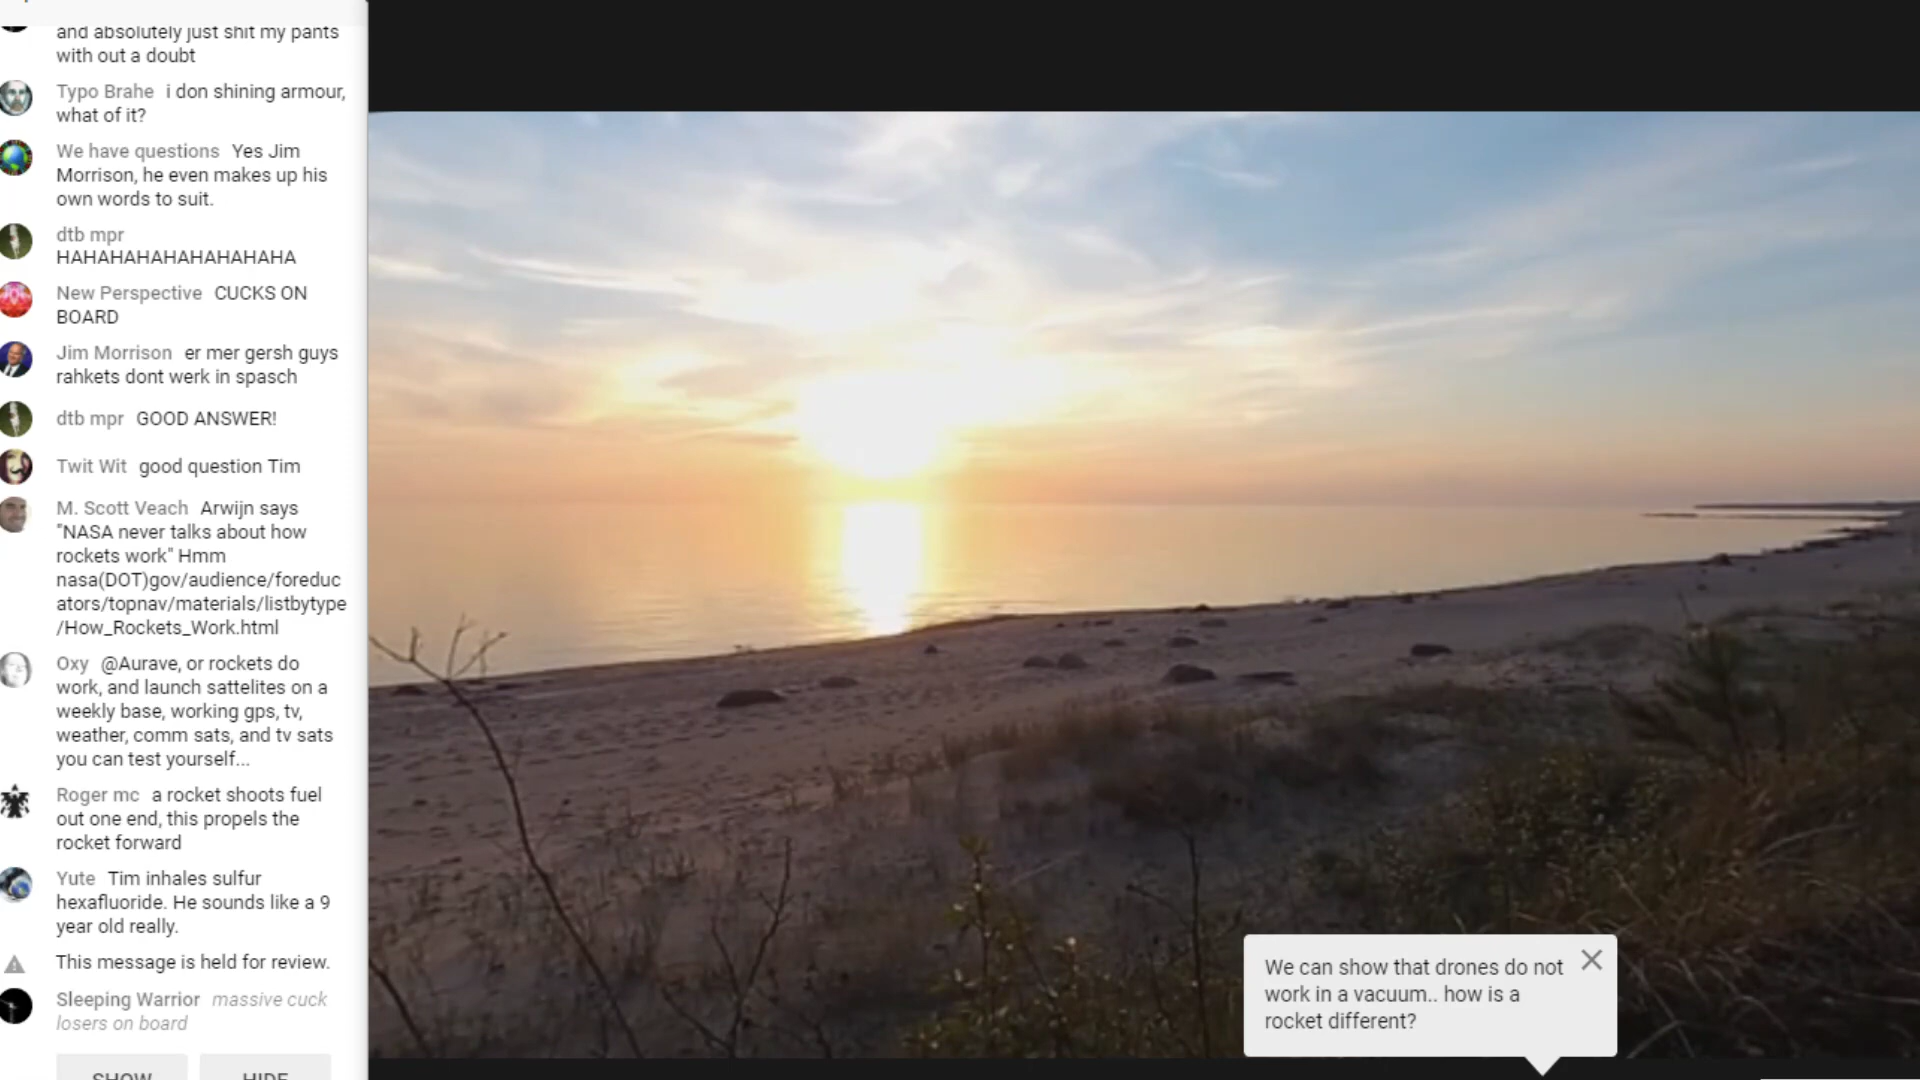 and absolutely just shit my pants
with out a doubt
Typo Brahe i don shining armour,
what of it?
We have questions Yes Jim
Morrison, he even makes up his
own words to suit.
dtb mpr
HAHAHAHAHAHAHAHAHA
New Perspective CUCKS ON
BOARD
Jim Morrison er mer gersh guys
rahkets dont werk in spasch
dtb mpr GOOD ANSWER!
Twit Wit good question Tim
M. Scott Veach Arwijn says
"NASA never talks about how
rockets work" Hmm
nasa(DOT)gov/audience/foreduc
ators/topnav/materials/listbytype
/How_Rockets_Work.html
Oxy @Aurave, or rockets do
work, and launch sattelites on a
weekly base, working gps, tv,
weather, comm sats, and tv sats
you can test yourself...
Roger mc a rocket shoots fuel
out one end, this propels the
rocket forward
Yute Tim inhales sulfur
hexafluoride. He sounds like a 9
year old really.
This message is held for review.
Sleeping Warrior massive cuck
losers on board
SHOW HIDE
We can show that drones do not
work in a vacuum.. how is a
rocket different?